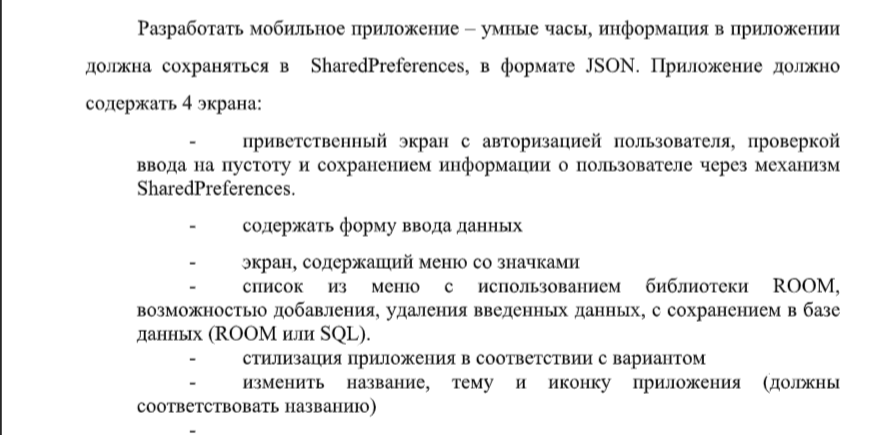 Разработать мобильное приложение – умные часы, информация в приложении
должна сохраняться в SharedPreferences, в формате JSON. Приложение должно
содержать 4 экрана:
- приветственный экран с авторизацией пользователя, проверкой
ввода на пустоту и сохранением информации о пользователе через механизм
SharedPreferences.
- содержать форму ввода данных
- экран, содержащий меню со значками
- список из меню с использованием библиотеки ROOM,
возможностью добавления, удаления введенных данных, с сохранением в базе
данных (ROOM или SQL).
- стилизация приложения в соответствии с вариантом
- изменить название, тему и иконку приложения (должны
соответствовать названию)
-